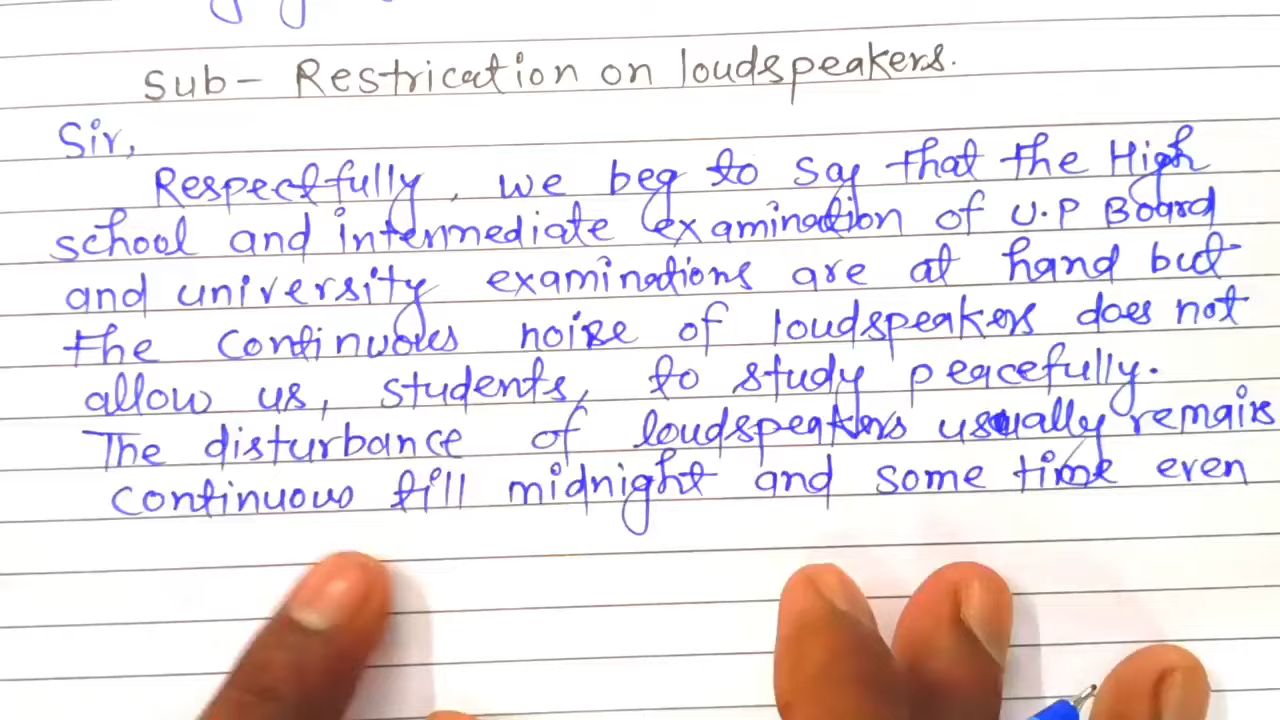 Sub- Restrication on loudspeakers.
Sir,
Respectfully, we beg to say that the High
school and intermediate examination of U.P Board
and university examinations are at hand but
the continuous noise of loudspeakers does not
allow us, students, to study peacefully.
The disturbance of loudspeakers usually remains
continuous till midnight and some time even